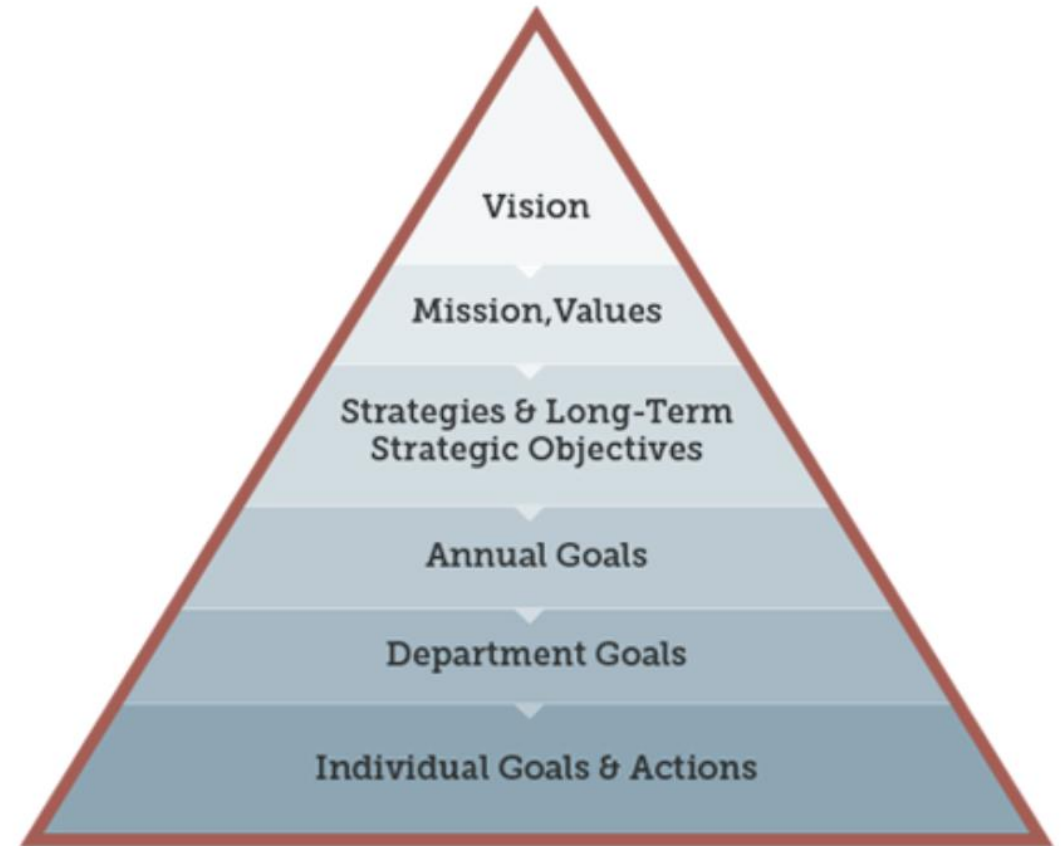 Vision
Mission,Values
Strategies & Long-Term
Strategic Objectives
Annual Goals
Department Goals
Individual Goals & Actions